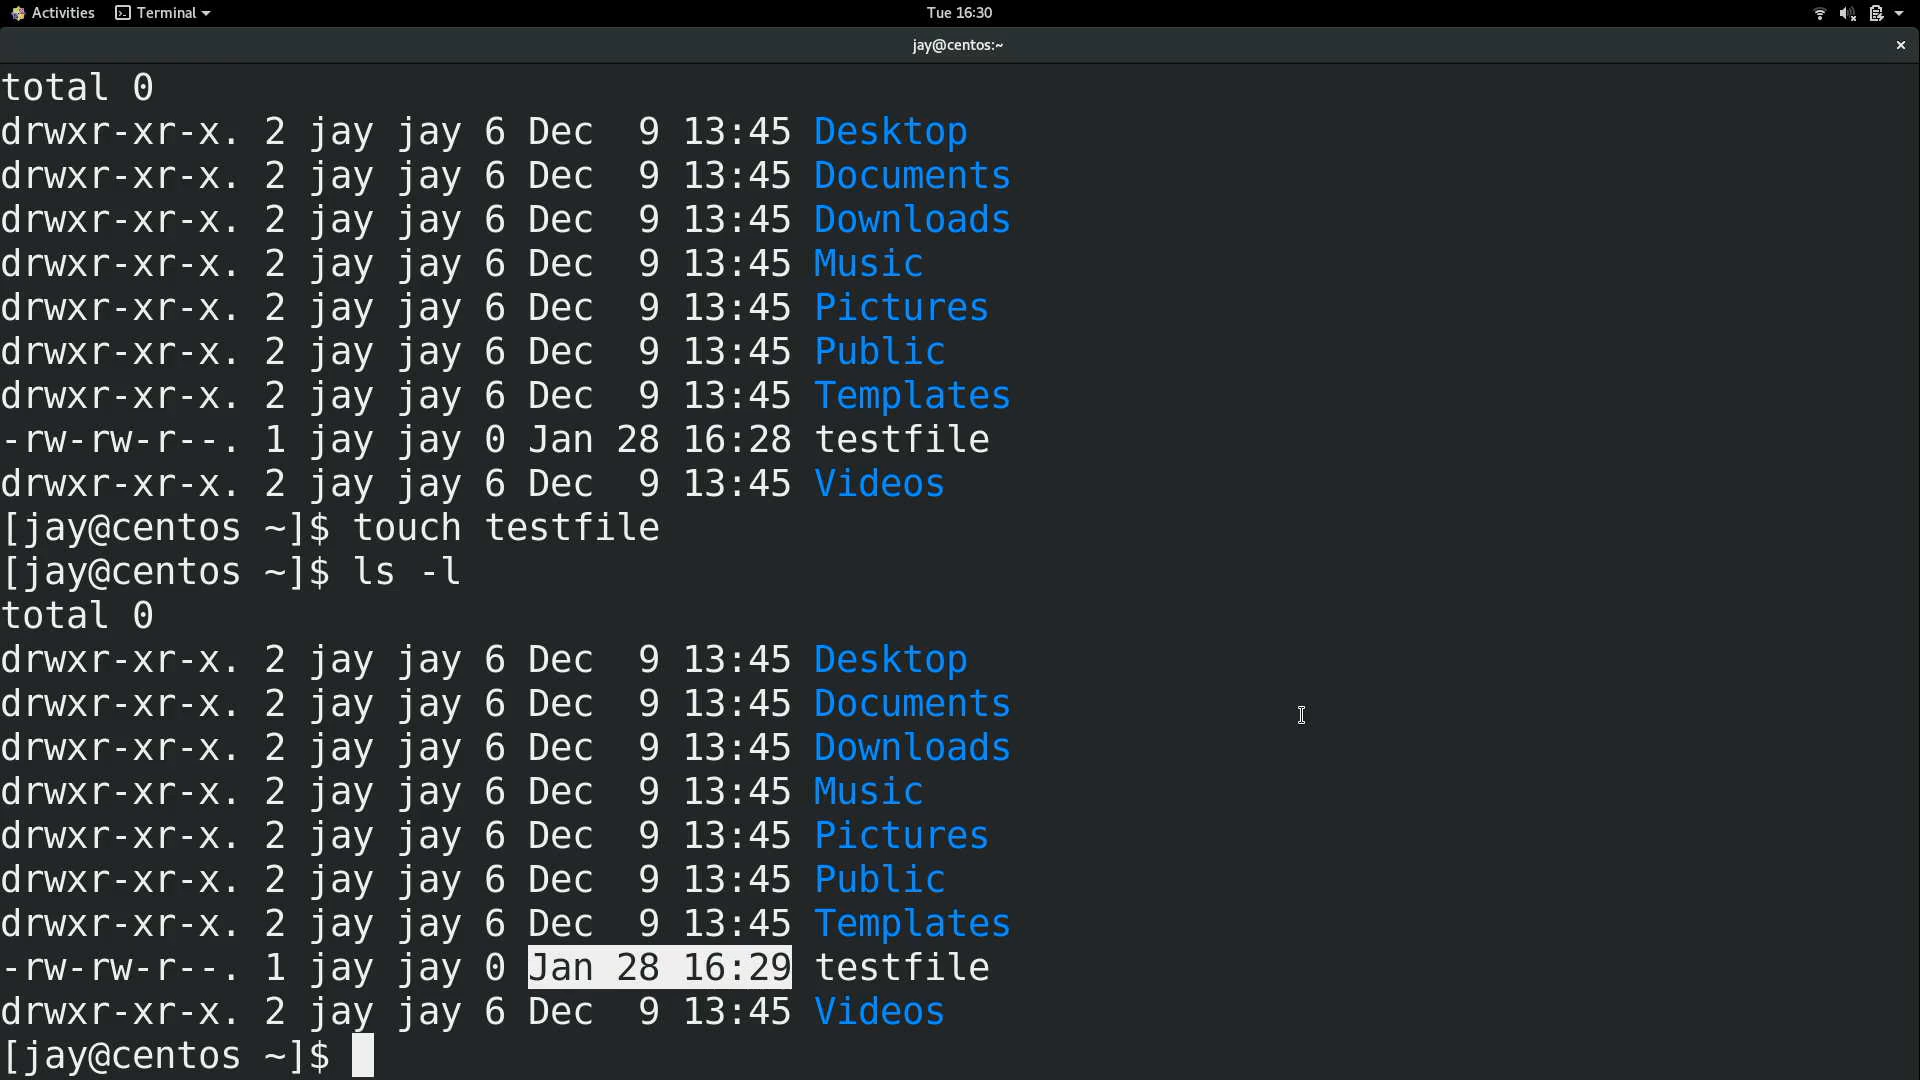 Activities Terminal Tue 16:30
jay@centos:~
total 0
drwxr-xr-x. 2 jay jay 6 Dec  9 13:45 Desktop
drwxr-xr-x. 2 jay jay 6 Dec  9 13:45 Documents
drwxr-xr-x. 2 jay jay 6 Dec  9 13:45 Downloads
drwxr-xr-x. 2 jay jay 6 Dec  9 13:45 Music
drwxr-xr-x. 2 jay jay 6 Dec  9 13:45 Pictures
drwxr-xr-x. 2 jay jay 6 Dec  9 13:45 Public
drwxr-xr-x. 2 jay jay 6 Dec  9 13:45 Templates
-rw-rw-r--. 1 jay jay 0 Jan 28 16:28 testfile
drwxr-xr-x. 2 jay jay 6 Dec  9 13:45 Videos
[jay@centos ~]$ touch testfile
[jay@centos ~]$ ls -l
total 0
drwxr-xr-x. 2 jay jay 6 Dec  9 13:45 Desktop
drwxr-xr-x. 2 jay jay 6 Dec  9 13:45 Documents
drwxr-xr-x. 2 jay jay 6 Dec  9 13:45 Downloads
drwxr-xr-x. 2 jay jay 6 Dec  9 13:45 Music
drwxr-xr-x. 2 jay jay 6 Dec  9 13:45 Pictures
drwxr-xr-x. 2 jay jay 6 Dec  9 13:45 Public
drwxr-xr-x. 2 jay jay 6 Dec  9 13:45 Templates
-rw-rw-r--. 1 jay jay 0 Jan 28 16:29 testfile
drwxr-xr-x. 2 jay jay 6 Dec  9 13:45 Videos
[jay@centos ~]$